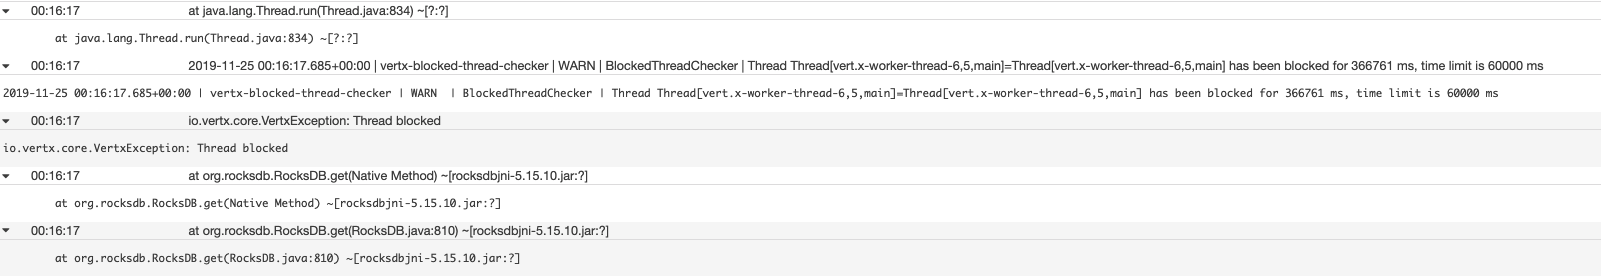 00:16:17 at java.lang.Thread.run(Thread.java:834) ~[?:?]
at java.lang.Thread.run(Thread.java:834) ~[?:?]
00:16:17 2019-11-25 00:16:17.685+00:00 | vertx-blocked-thread-checker | WARN | BlockedThreadChecker | Thread Thread[vert.x-worker-thread-6,5,main]=Thread[vert.x-worker-thread-6,5,main] has been blocked for 366761 ms, time limit is 60000 ms
2019-11-25 00:16:17.685+00:00 | vertx-blocked-thread-checker | WARN  | BlockedThreadChecker | Thread Thread[vert.x-worker-thread-6,5,main]=Thread[vert.x-worker-thread-6,5,main] has been blocked for 366761 ms, time limit is 60000 ms
00:16:17 io.vertx.core.VertxException: Thread blocked
io.vertx.core.VertxException: Thread blocked
00:16:17 at org.rocksdb.RocksDB.get(Native Method) ~[rocksdbjni-5.15.10.jar:?]
at org.rocksdb.RocksDB.get(Native Method) ~[rocksdbjni-5.15.10.jar:?]
00:16:17 at org.rocksdb.RocksDB.get(RocksDB.java:810) ~[rocksdbjni-5.15.10.jar:?]
at org.rocksdb.RocksDB.get(RocksDB.java:810) ~[rocksdbjni-5.15.10.jar:?]